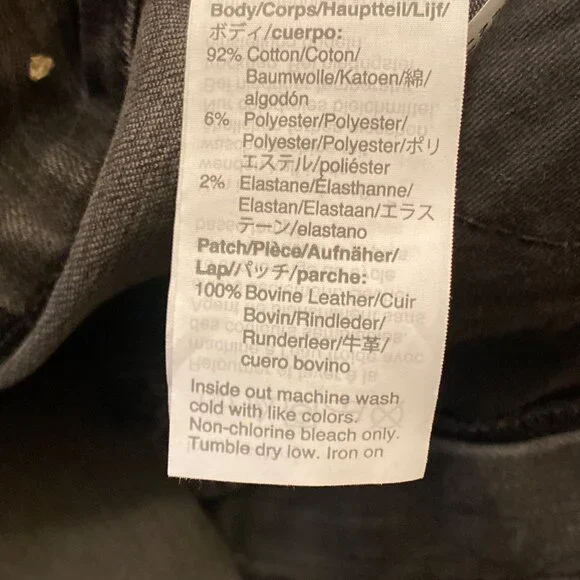 Body/Corps/Hauptteil/Lijf/
ボディ/cuerpo:
92% Cotton/Coton/
Baumwolle/Katoen/綿/
algodón
6% Polyester/Polyester/
Polyester/Polyester/ポリ
エステル/poliéster
2% Elastane/Élasthanne/
Elastan/Elastaan/エラス
テーン/elastano
Patch/Pièce/Aufnäher/
Lap/パッチ/parche:
100% Bovine Leather/Cuir
Bovin/Rindleder/
Runderleer/牛革/
cuero bovino
Inside out machine wash
cold with like colors.
Non-chlorine bleach only.
Tumble dry low. Iron on